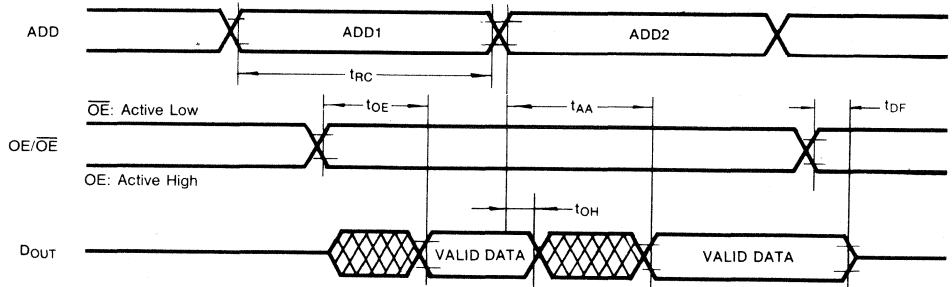 ADD
ADD1
ADD2
tRC
OE: Active Low
tOE
tAA
tDF
OE/OE
OE: Active High
tOH
DOUT
VALID DATA
VALID DATA